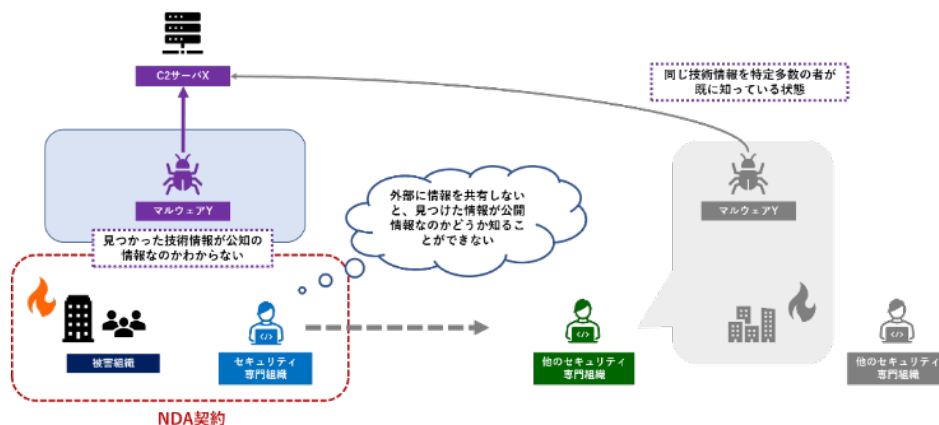 C2サーバX
同じ技術情報を特定多数の者が
既に知っている状態
マルウェアY
外部に情報を共有しない
と、見つけた情報が公開
情報なのかどうか知るこ
とができない
マルウェアY
見つかった技術情報が公知の
情報なのかわからない
被害組織
セキュリティ
専門組織
他のセキュリティ
専門組織
他のセキュリティ
専門組織
NDA契約